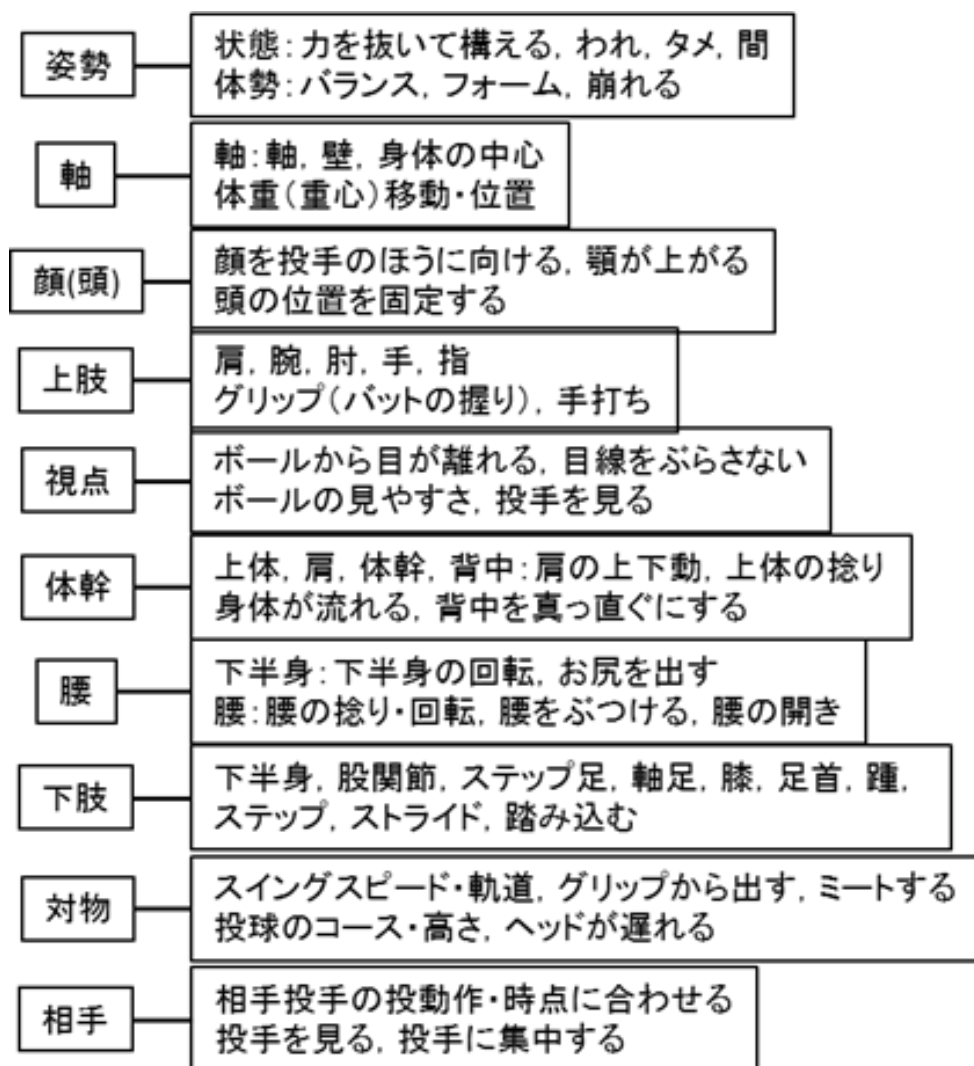 姿勢
状態：力を抜いて構える，われ，タメ，間
体勢：バランス，フォーム，崩れる
軸
軸：軸，壁，身体の中心
体重（重心）移動・位置
顔(頭)
顔を投手のほうに向ける，顎が上がる
頭の位置を固定する
上肢
肩，腕，肘，手，指
グリップ（バットの握り），手打ち
視点
ボールから目が離れる，目線をぶらさない
ボールの見やすさ，投手を見る
体幹
上体，肩，体幹，背中：肩の上下動，上体の捻り
身体が流れる，背中を真っ直ぐにする
腰
下半身：下半身の回転，お尻を出す
腰：腰の捻り・回転，腰をぶつける，腰の開き
下肢
下半身，股関節，ステップ足，軸足，膝，足首，踵，
ステップ，ストライド，踏み込む
対物
スイングスピード・軌道，グリップから出す，ミートする
投球のコース・高さ，ヘッドが遅れる
相手
相手投手の投動作・時点に合わせる
投手を見る，投手に集中する